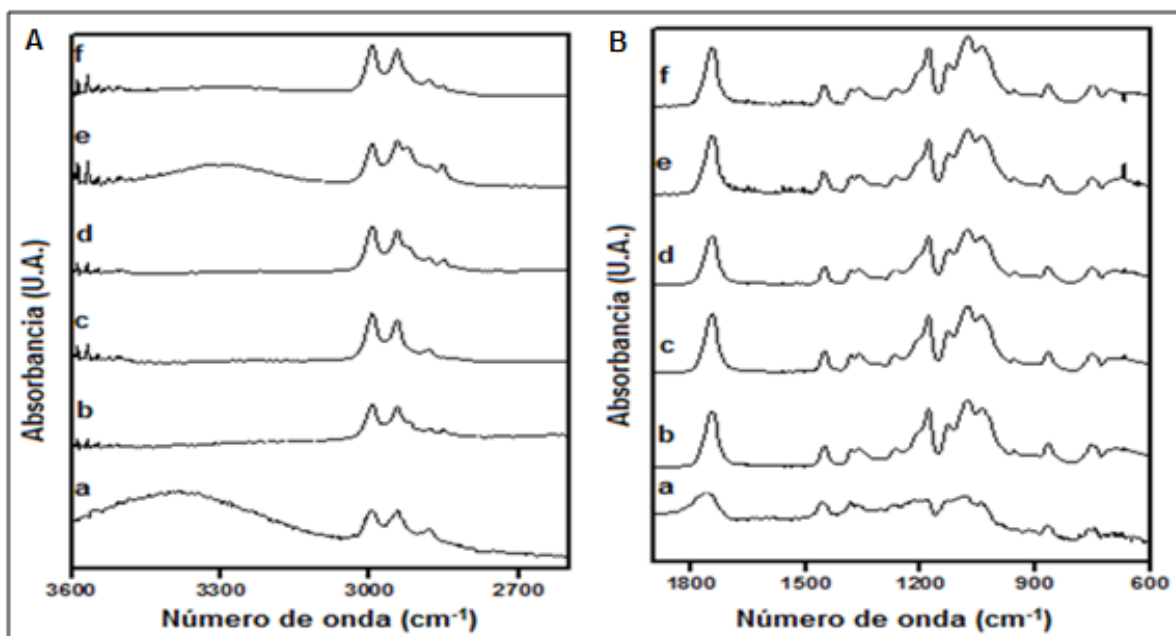 A
f
e
d
c
b
a
Absorbancia (U.A.)
3600 3300 3000 2700
Número de onda (cm⁻¹)
B
f
e
d
c
b
a
Absorbancia (U.A.)
1800 1500 1200 900 600
Número de onda (cm⁻¹)